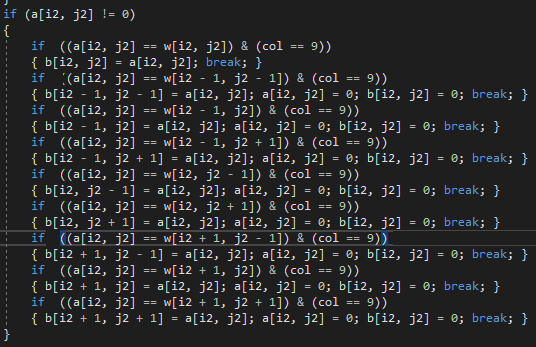 if (a[i2, j2] != 0)
{
if ((a[i2, j2] == w[i2, j2]) & (col == 9))
{ b[i2, j2] = a[i2, j2]; break; }
if ((a[i2, j2] == w[i2 - 1, j2 - 1]) & (col == 9))
{ b[i2 - 1, j2 - 1] = a[i2, j2]; a[i2, j2] = 0; b[i2, j2] = 0; break; }
if ((a[i2, j2] == w[i2 - 1, j2]) & (col == 9))
{ b[i2 - 1, j2] = a[i2, j2]; a[i2, j2] = 0; b[i2, j2] = 0; break; }
if ((a[i2, j2] == w[i2 - 1, j2 + 1]) & (col == 9))
{ b[i2 - 1, j2 + 1] = a[i2, j2]; a[i2, j2] = 0; b[i2, j2] = 0; break; }
if ((a[i2, j2] == w[i2, j2 - 1]) & (col == 9))
{ b[i2, j2 - 1] = a[i2, j2]; a[i2, j2] = 0; b[i2, j2] = 0; break; }
if ((a[i2, j2] == w[i2, j2 + 1]) & (col == 9))
{ b[i2, j2 + 1] = a[i2, j2]; a[i2, j2] = 0; b[i2, j2] = 0; break; }
if ((a[i2, j2] == w[i2 + 1, j2 - 1]) & (col == 9))
{ b[i2 + 1, j2 - 1] = a[i2, j2]; a[i2, j2] = 0; b[i2, j2] = 0; break; }
if ((a[i2, j2] == w[i2 + 1, j2]) & (col == 9))
{ b[i2 + 1, j2] = a[i2, j2]; a[i2, j2] = 0; b[i2, j2] = 0; break; }
if ((a[i2, j2] == w[i2 + 1, j2 + 1]) & (col == 9))
{ b[i2 + 1, j2 + 1] = a[i2, j2]; a[i2, j2] = 0; b[i2, j2] = 0; break; }
}